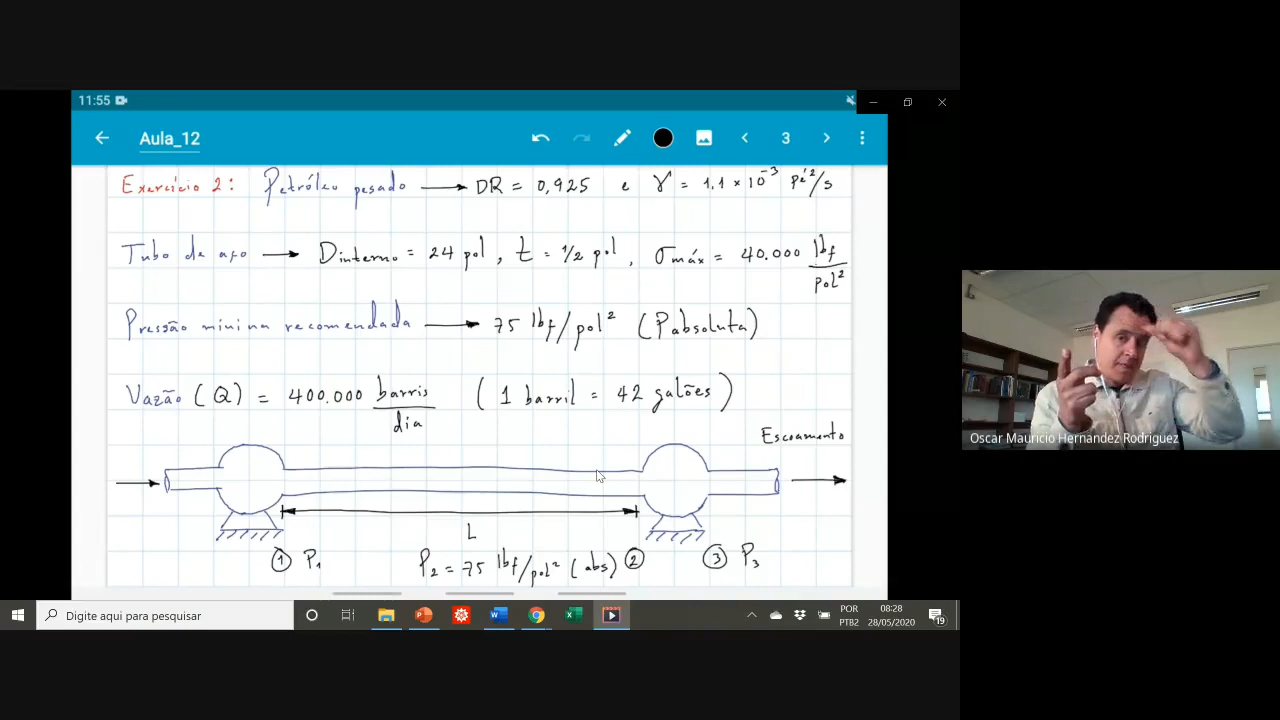 11:55
Aula_12
3
Exercício 2: Petróleo pesado → DR = 0,925 e γ = 1.1 × 10⁻³ pé²/s
Tubo de aço → Dinterno = 24 pol, t = 1/2 pol, σmáx = 40.000 lbf/pol²
Pressão mínina recomendada → 75 lbf/pol² (Pabsoluta)
Vazão (Q) = 400.000 barris/dia (1 barril = 42 galões)
Escoamento
L
① P₁ P₂ = 75 lbf/pol² (abs) ② ③ P₃
Oscar Mauricio Hernandez Rodriguez
Digite aqui para pesquisar
POR
PTB2
08:28
28/05/2020
19